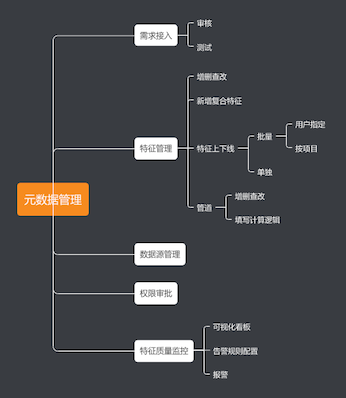 元数据管理
需求接入
审核
测试
特征管理
增删查改
新增复合特征
特征上下线
批量
用户指定
按项目
单独
管道
增删查改
填写计算逻辑
数据源管理
权限审批
特征质量监控
可视化看板
告警规则配置
报警